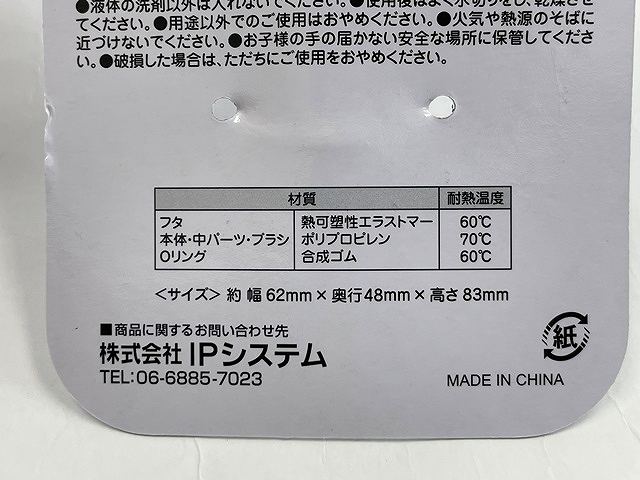 ●液体の洗剤以外は入れないでください。●使用後はよく水切りをし、乾燥させ
てください。●用途以外でのご使用はおやめください。●火気や熱源のそばに
近づけないでください。●お子様の手の届かない安全な場所に保管してくださ
い。●破損した場合は、ただちにご使用をおやめください。
材質 耐熱温度
フタ 熱可塑性エラストマー 60℃
本体・中パーツ・ブラシ ポリプロピレン 70℃
Oリング 合成ゴム 60℃
＜サイズ＞ 約 幅 62mm×奥行48mm×高さ83mm
■商品に関するお問い合わせ先
株式会社 IPシステム
TEL:06-6885-7023
紙
MADE IN CHINA